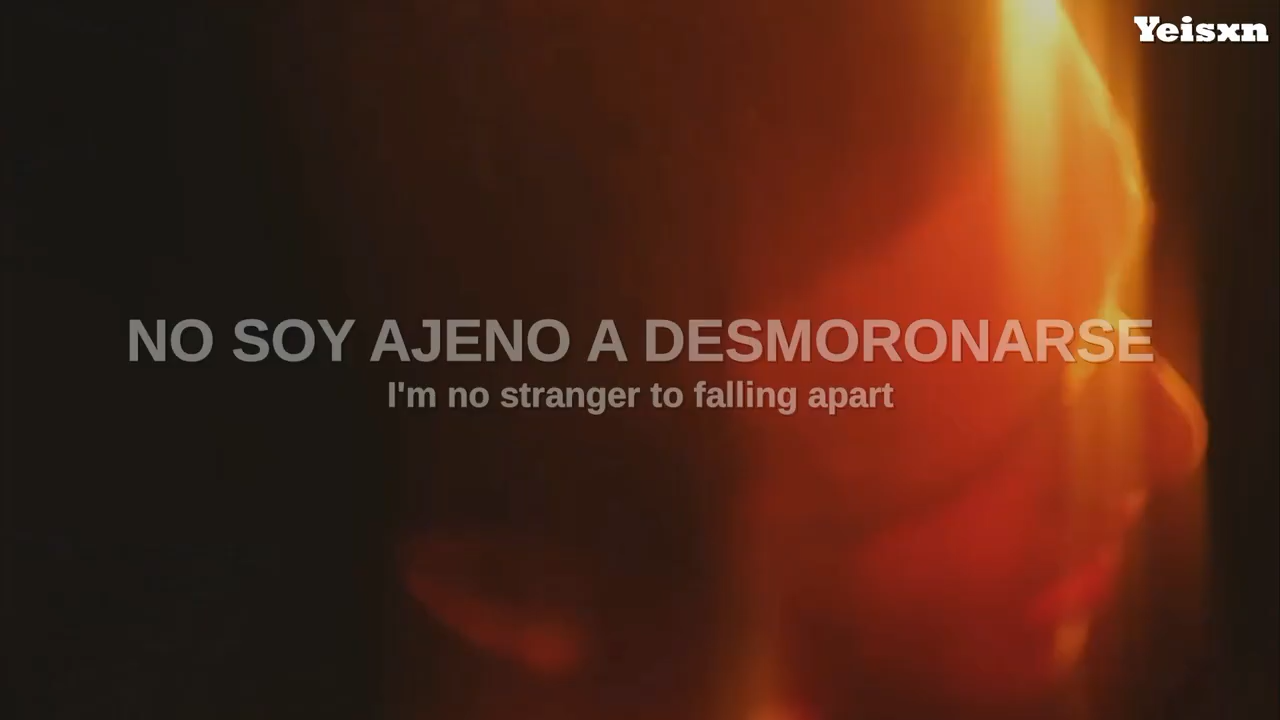 Yeisxn
NO SOY AJENO A DESMORONARSE
I'm no stranger to falling apart